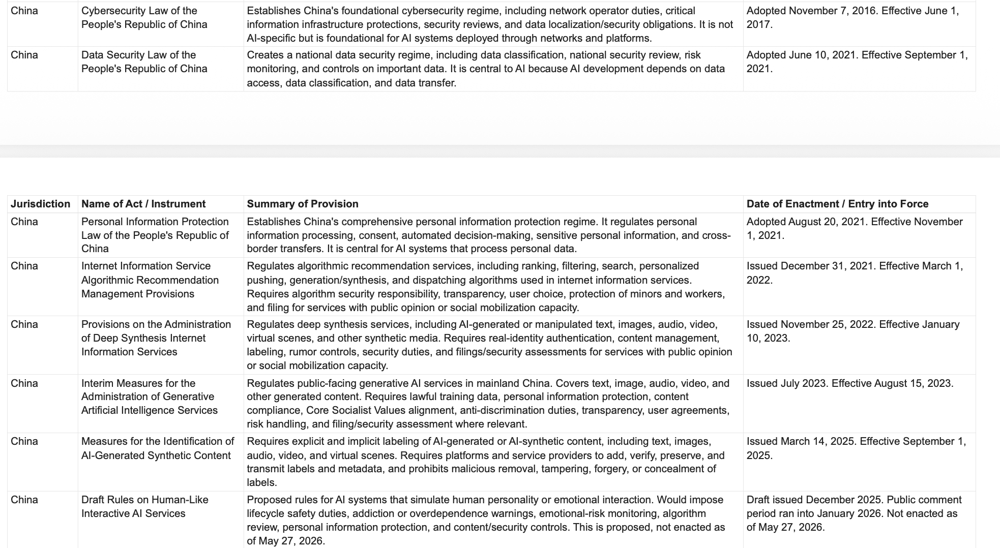 China
Cybersecurity Law of the
People's Republic of China
Establishes China's foundational cybersecurity regime, including network operator duties, critical
information infrastructure protections, security reviews, and data localization/security obligations. It is not
AI-specific but is foundational for AI systems deployed through networks and platforms.
Adopted November 7, 2016. Effective June 1,
2017.
China
Data Security Law of the
People's Republic of China
Creates a national data security regime, including data classification, national security review, risk
monitoring, and controls on important data. It is central to AI because AI development depends on data
access, data classification, and data transfer.
Adopted June 10, 2021. Effective September 1,
2021.
Jurisdiction
Name of Act / Instrument
Summary of Provision
Date of Enactment / Entry into Force
China
Personal Information Protection
Law of the People's Republic of
China
Establishes China's comprehensive personal information protection regime. It regulates personal
information processing, consent, automated decision-making, sensitive personal information, and cross-
border transfers. It is central for AI systems that process personal data.
Adopted August 20, 2021. Effective November
1, 2021.
China
Internet Information Service
Algorithmic Recommendation
Management Provisions
Regulates algorithmic recommendation services, including ranking, filtering, search, personalized
pushing, generation/synthesis, and dispatching algorithms used in internet information services.
Requires algorithm security responsibility, transparency, user choice, protection of minors and workers,
and filing for services with public opinion or social mobilization capacity.
Issued December 31, 2021. Effective March 1,
2022.
China
Provisions on the Administration
of Deep Synthesis Internet
Information Services
Regulates deep synthesis services, including AI-generated or manipulated text, images, audio, video,
virtual scenes, and other synthetic media. Requires real-identity authentication, content management,
labeling, rumor controls, security duties, and filings/security assessments for services with public opinion
or social mobilization capacity.
Issued November 25, 2022. Effective January
10, 2023.
China
Interim Measures for the
Administration of Generative
Artificial Intelligence Services
Regulates public-facing generative AI services in mainland China. Covers text, image, audio, video, and
other generated content. Requires lawful training data, personal information protection, content
compliance, Core Socialist Values alignment, anti-discrimination duties, transparency, user agreements,
risk handling, and filing/security assessment where relevant.
Issued July 2023. Effective August 15, 2023.
China
Measures for the Identification of
AI-Generated Synthetic Content
Requires explicit and implicit labeling of AI-generated or AI-synthetic content, including text, images,
audio, video, and virtual scenes. Requires platforms and service providers to add, verify, preserve, and
transmit labels and metadata, and prohibits malicious removal, tampering, forgery, or concealment of
labels.
Issued March 14, 2025. Effective September 1,
2025.
China
Draft Rules on Human-Like
Interactive AI Services
Proposed rules for AI systems that simulate human personality or emotional interaction. Would impose
lifecycle safety duties, addiction or overdependence warnings, emotional-risk monitoring, algorithm
review, personal information protection, and content/security controls. This is proposed, not enacted as
of May 27, 2026.
Draft issued December 2025. Public comment
period ran into January 2026. Not enacted as
of May 27, 2026.